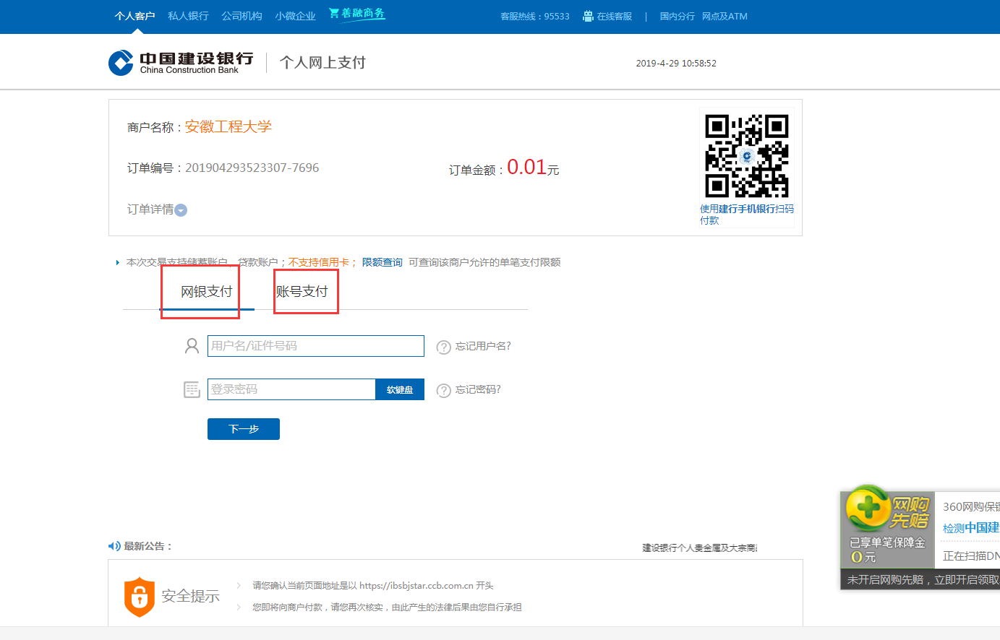 个人客户 私人银行 公司机构 小微企业 善融商务 客服热线：95533 在线客服 | 国内分行 网点及ATM
中国建设银行 个人网上支付
China Construction Bank
2019-4-29 10:58:52
商户名称：安徽工程大学
订单编号：201904293523307-7696
订单金额：0.01元
订单详情
使用建行手机银行扫码
付款
本次交易支持储蓄账户、贷款账户；不支持信用卡； 限额查询 可查询该商户允许的单笔支付限额
网银支付 账号支付
用户名/证件号码 忘记用户名?
登录密码 软键盘 忘记密码?
下一步
网购
先赔
已享单笔保障金
0元
360网购保
检测中国建
正在扫描DN
未开启网购先赔，立即开启领取
最新公告： 建设银行个人贵金属及大宗商
安全提示
请您确认当前页面地址是以 https://ibsbjstar.ccb.com.cn 开头
您即将向商户付款，请您再次核实，由此产生的法律后果由您自行承担